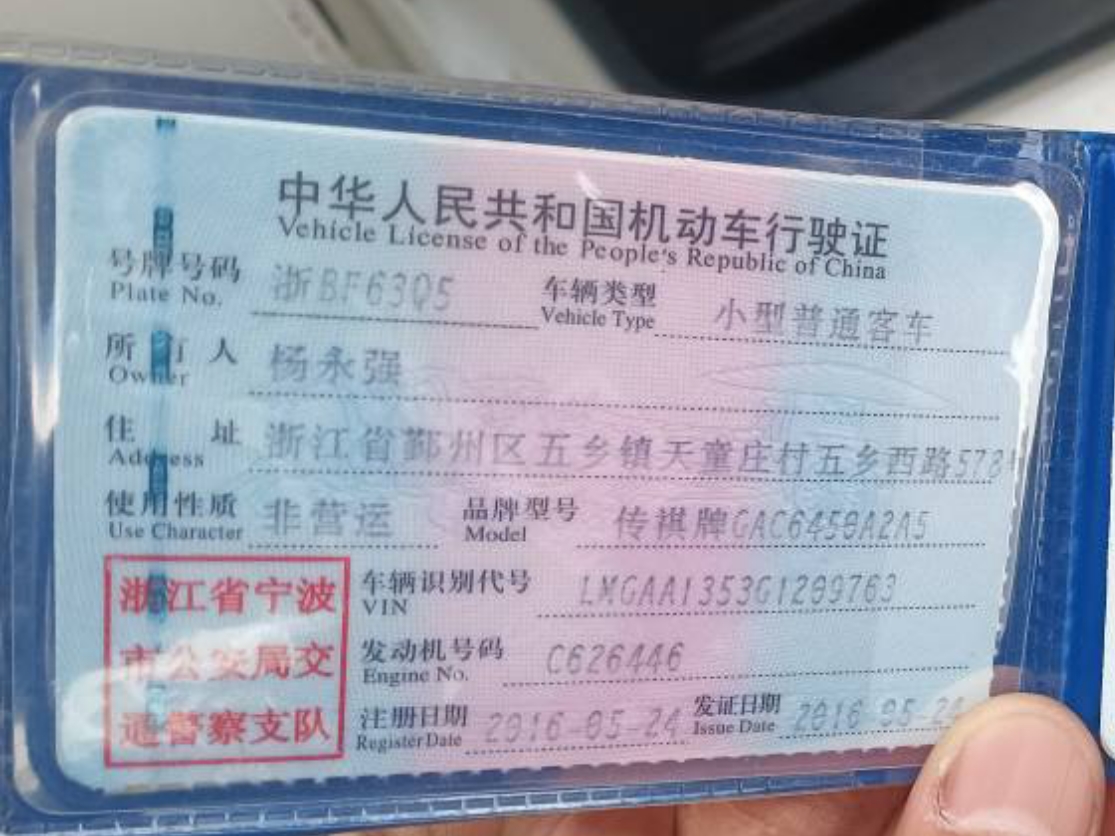 中华人民共和国机动车行驶证
Vehicle License of the People's Republic of China
号牌号码 浙BF63Q5 车辆类型 小型普通客车
Plate No. Vehicle Type
所有人 杨永强
Owner
住址 浙江省鄞州区五乡镇天童庄村五乡西路578
Address
使用性质 非营运 品牌型号 传祺牌GAC6450A2A5
Use Character Model
浙江省宁波
市公安局交
通警察支队
车辆识别代号 LMGAA1353G1289763
VIN
发动机号码 C626446
Engine No.
注册日期 2016-05-24 发证日期 2016-05-24
Register Date Issue Date